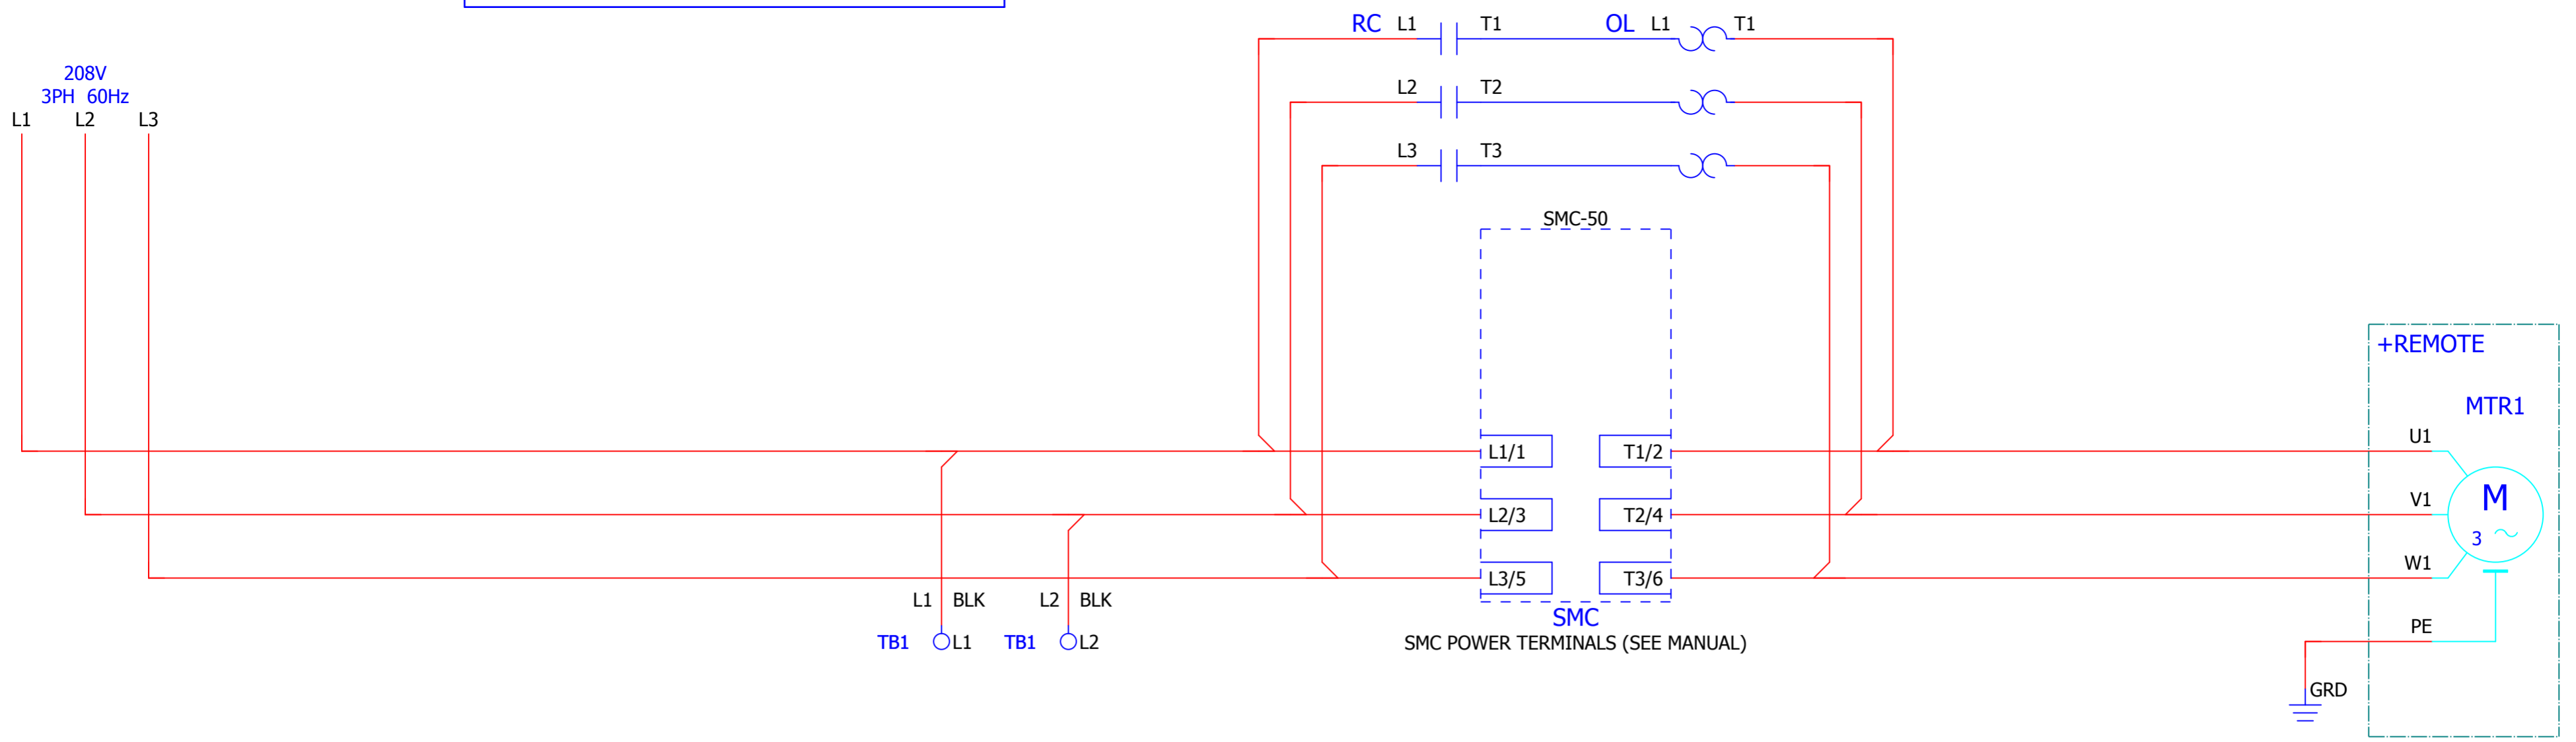 RC L1 T1 OL L1 T1
208V
3PH 60Hz
L1 L2 L3
L2 T2
L3 T3
SMC-50
+REMOTE
MTR1
U1
L1/1 T1/2
V1
M
L2/3 T2/4
3
W1
L3/5 T3/6
L1 BLK L2 BLK
SMC
PE
TB1 L1 TB1 L2
SMC POWER TERMINALS (SEE MANUAL)
GRD